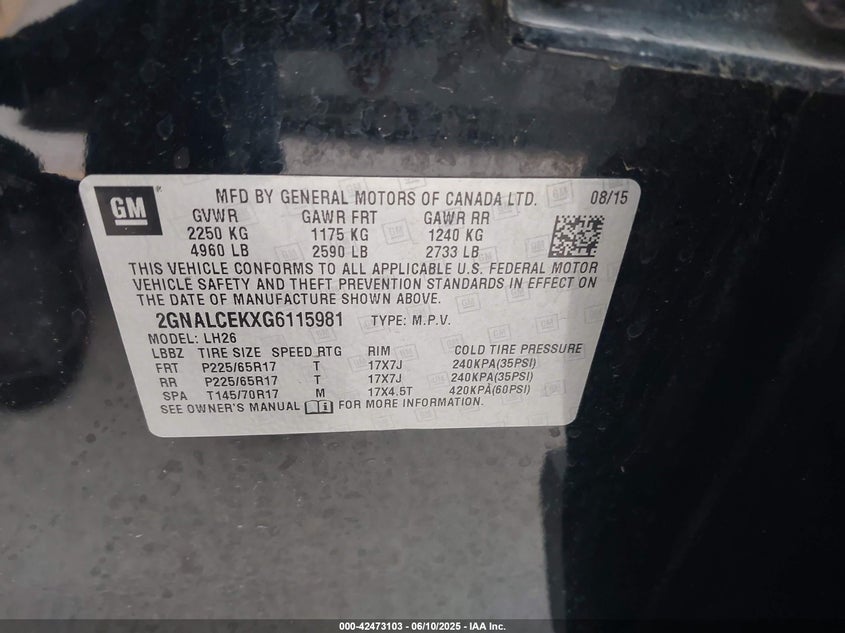 GM
MFD BY GENERAL MOTORS OF CANADA LTD. 08/15
GVWR GAWR FRT GAWR RR
2250 KG 1175 KG 1240 KG
4960 LB 2590 LB 2733 LB
THIS VEHICLE CONFORMS TO ALL APPLICABLE U.S. FEDERAL MOTOR
VEHICLE SAFETY AND THEFT PREVENTION STANDARDS IN EFFECT ON
THE DATE OF MANUFACTURE SHOWN ABOVE.
2GNALCEKXG6115981 TYPE: M.P.V.
MODEL: LH26
LBBZ TIRE SIZE SPEED RTG RIM COLD TIRE PRESSURE
FRT P225/65R17 T 17X7J 240KPA(35PSI)
RR P225/65R17 T 17X7J 240KPA(35PSI)
SPA T145/70R17 M 17X4.5T 420KPA(60PSI)
SEE OWNER'S MANUAL FOR MORE INFORMATION.
000-42473103 - 06/10/2025 - IAA Inc.